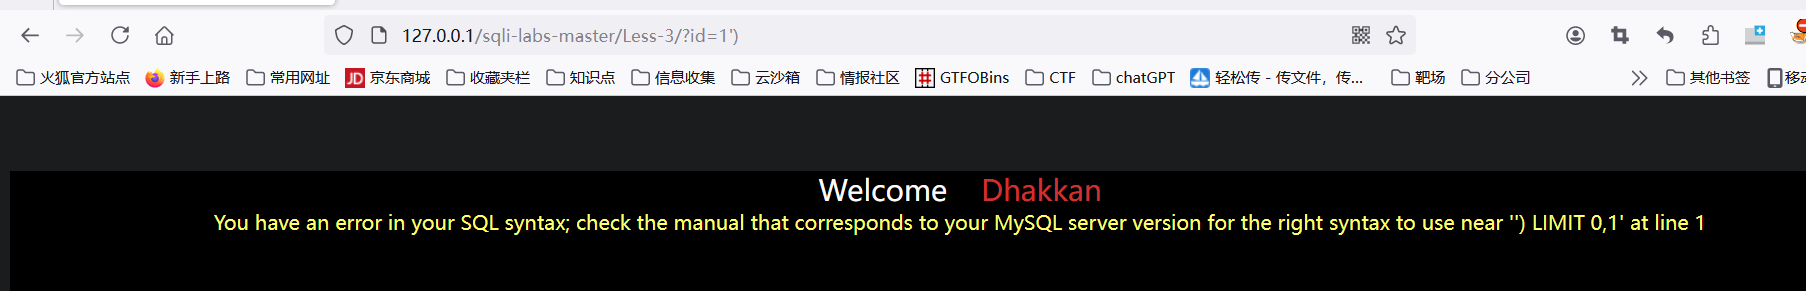 127.0.0.1/sqli-labs-master/Less-3/?id=1')
火狐官方站点 新手上路 常用网址 JD 京东商城 收藏夹栏 知识点 信息收集 云沙箱 情报社区 GTFOBins CTF chatGPT 轻松传 - 传文件，传... 靶场 分公司 其他书签 移动
Welcome Dhakkan
You have an error in your SQL syntax; check the manual that corresponds to your MySQL server version for the right syntax to use near '') LIMIT 0,1' at line 1